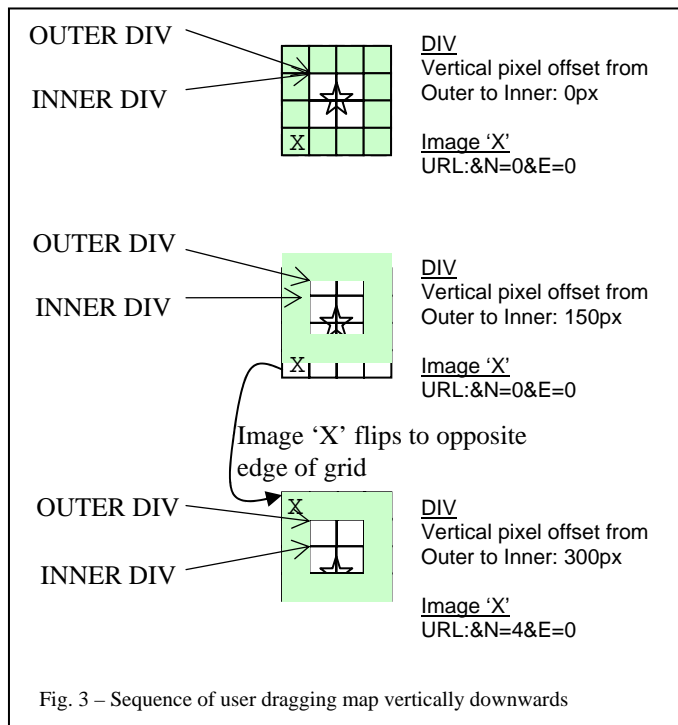 OUTER DIV
INNER DIV
X
DIV
Vertical pixel offset from
Outer to Inner: 0px
Image ‘X’
URL:&N=0&E=0
OUTER DIV
INNER DIV
X
DIV
Vertical pixel offset from
Outer to Inner: 150px
Image ‘X’
URL:&N=0&E=0
Image ‘X’ flips to opposite
edge of grid
OUTER DIV
INNER DIV
X
DIV
Vertical pixel offset from
Outer to Inner: 300px
Image ‘X’
URL:&N=4&E=0
Fig. 3 – Sequence of user dragging map vertically downwards